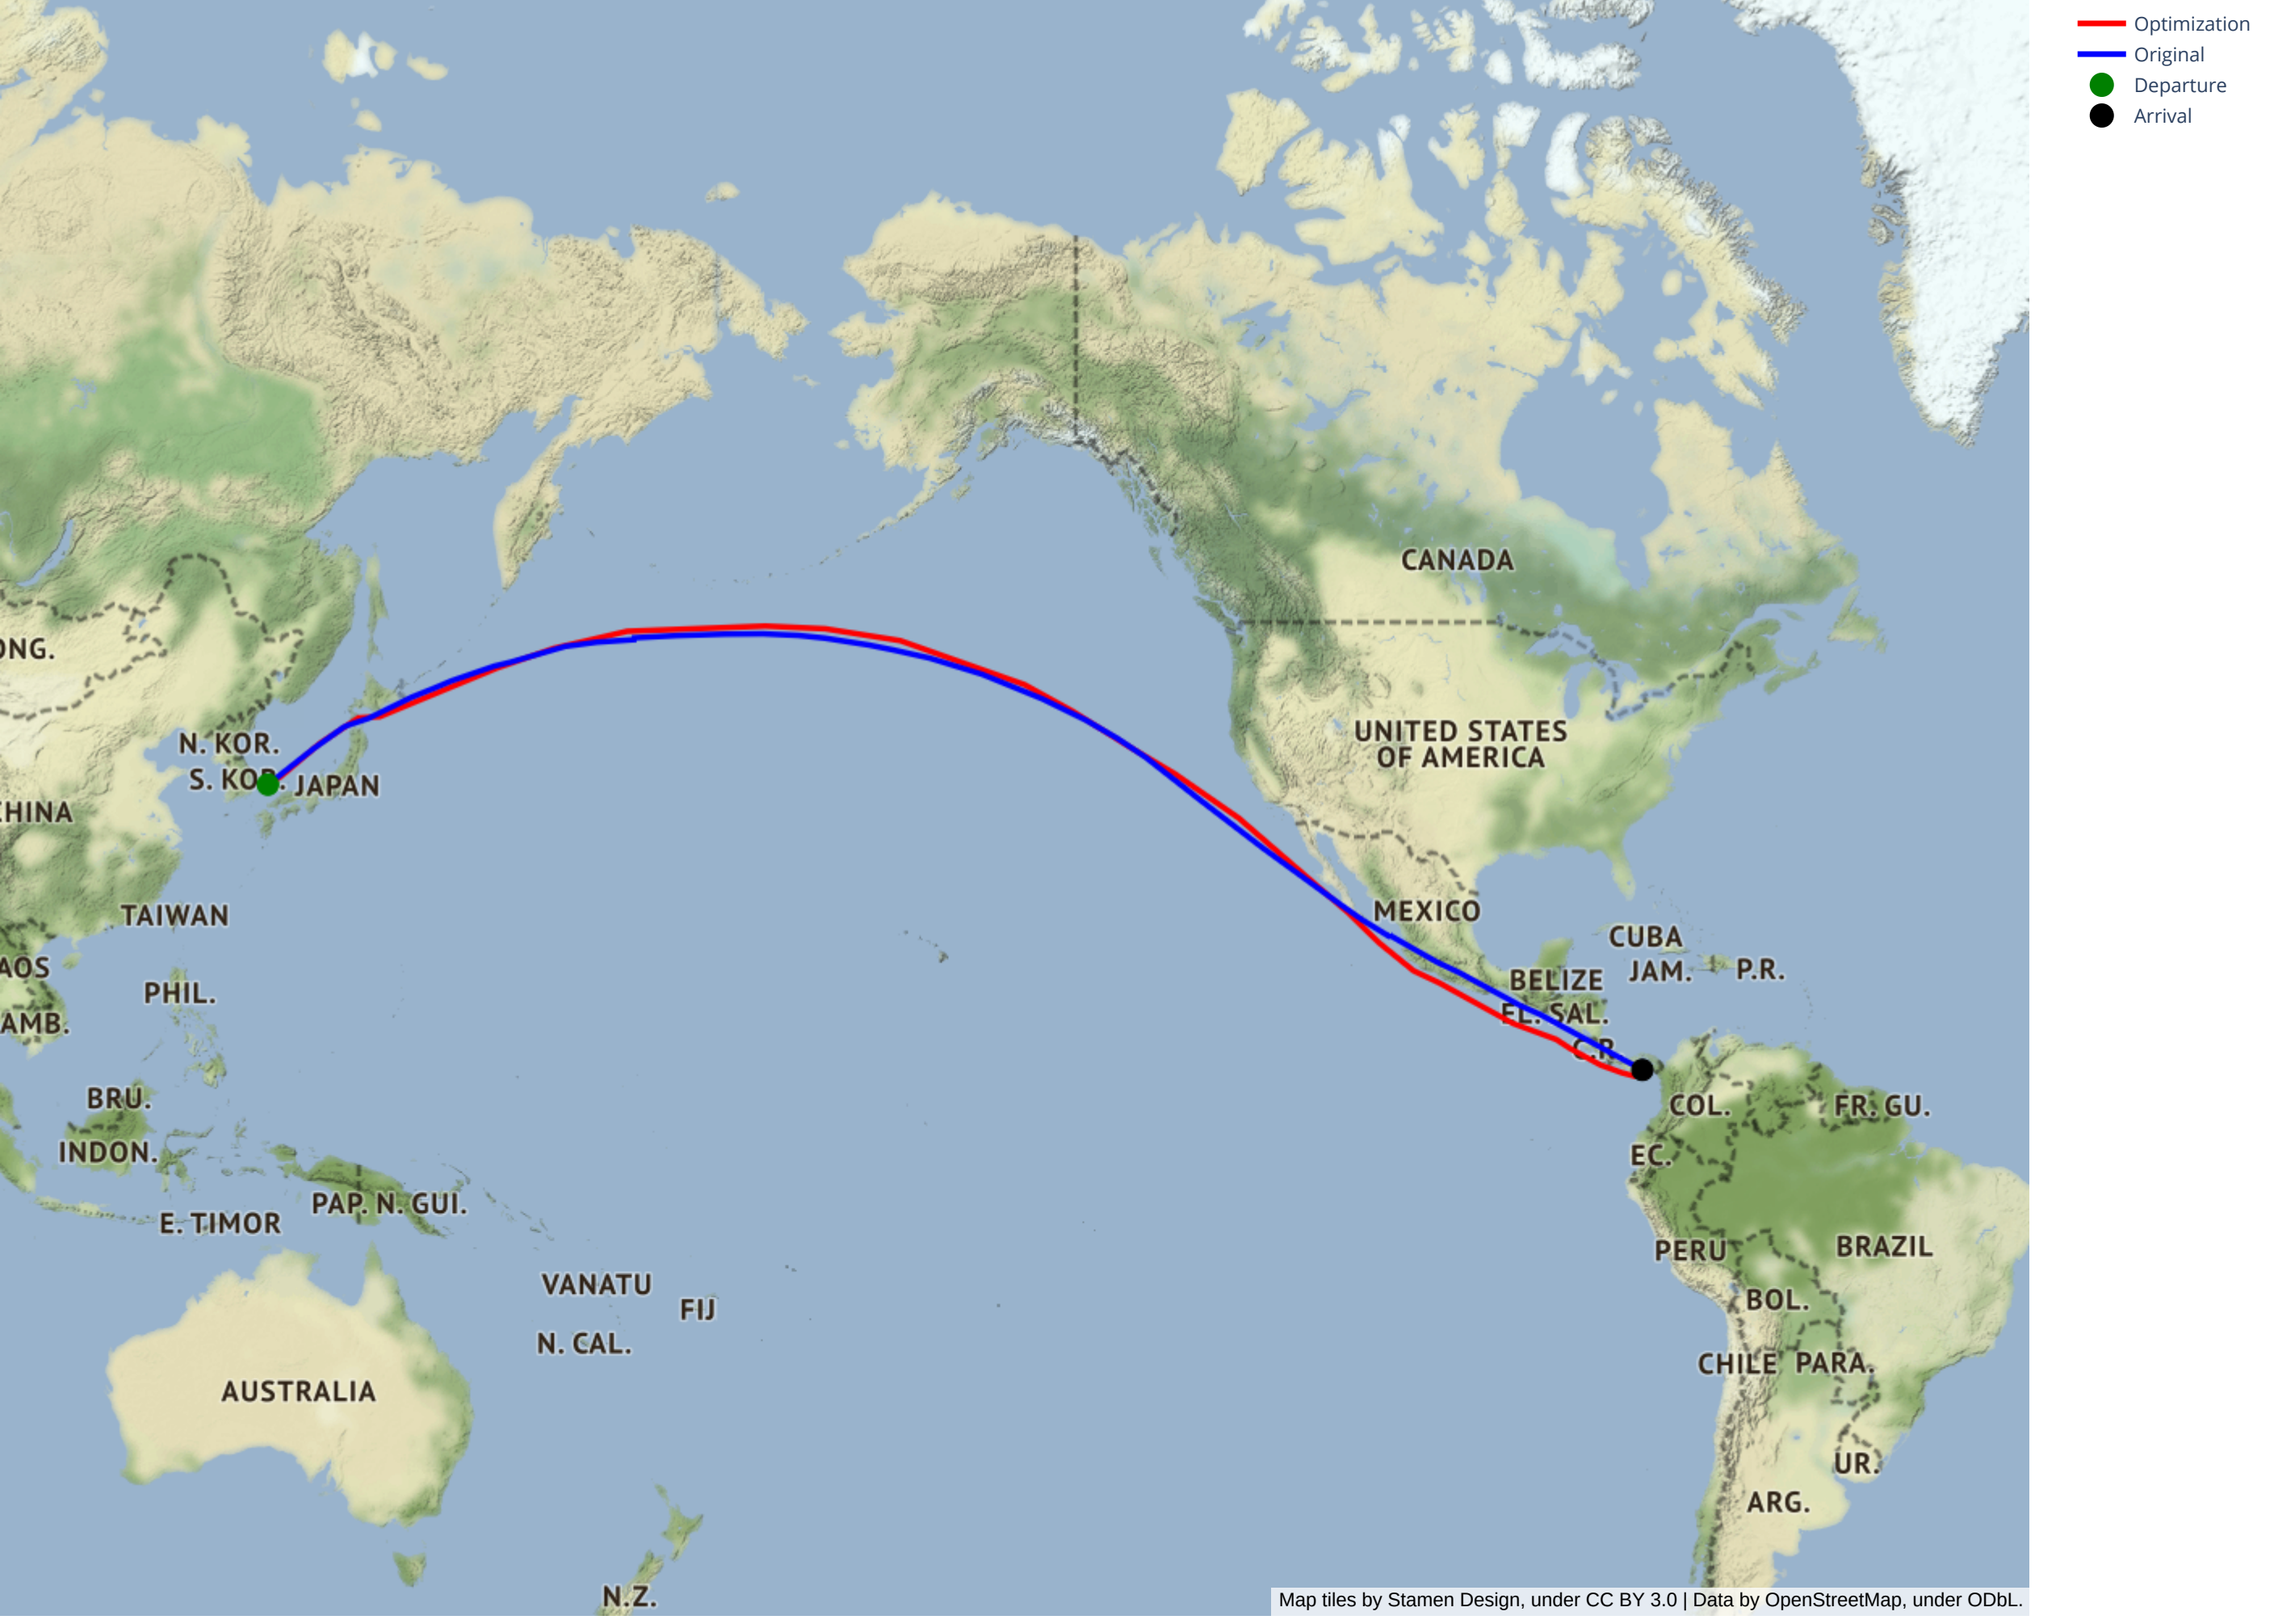 Optimization
Original
Departure
Arrival
CANADA
ONG.
UNITED STATES
OF AMERICA
N. KOR.
S. KOR.
JAPAN
CHINA
MEXICO
TAIWAN
CUBA
AOS
JAM.
P.R.
BELIZE
PHIL.
EL. SAL.
AMB.
C.R.
BRU.
COL.
FR. GU.
INDON.
EC.
PAP. N. GUI.
E. TIMOR
PERU
BRAZIL
VANATU
BOL.
FIJ
N. CAL.
CHILE
PARA.
AUSTRALIA
UR.
ARG.
N.Z.
Map tiles by Stamen Design, under CC BY 3.0 | Data by OpenStreetMap, under ODbL.